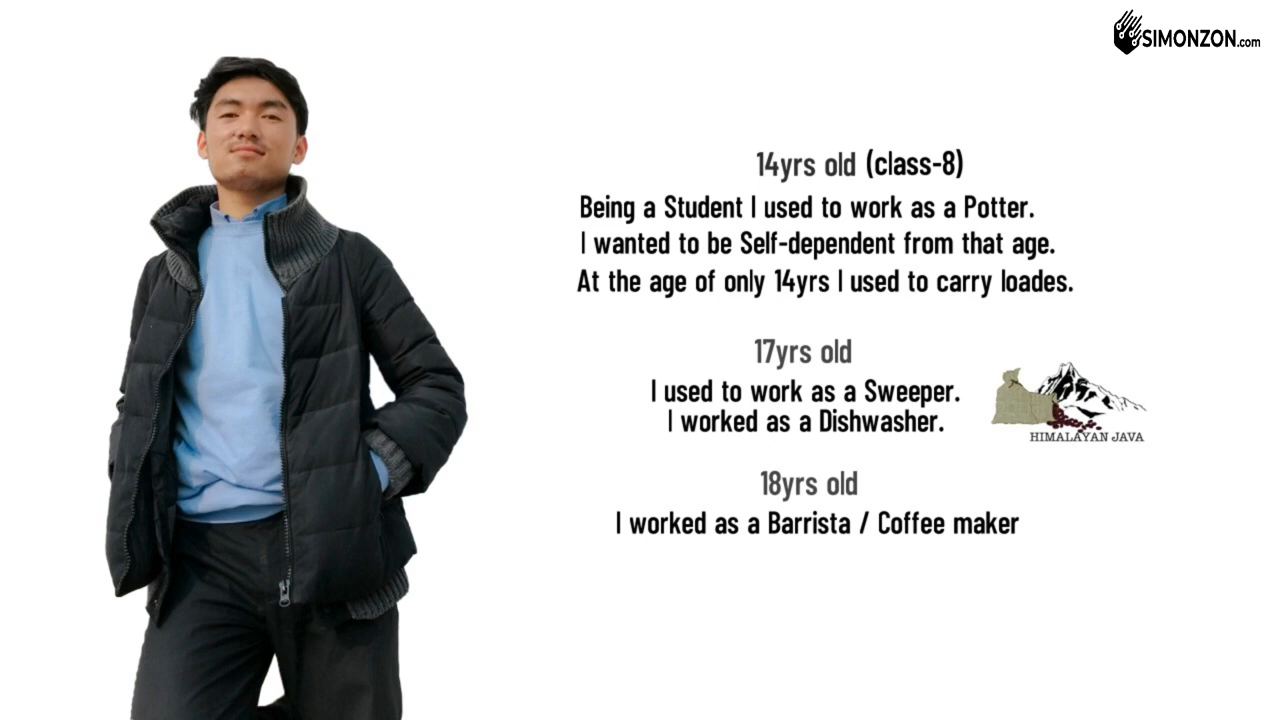 SIMONZON.com
14yrs old (class-8)
Being a Student I used to work as a Potter.
I wanted to be Self-dependent from that age.
At the age of only 14yrs I used to carry loades.
17yrs old
I used to work as a Sweeper.
I worked as a Dishwasher.
HIMALAYAN JAVA
18yrs old
I worked as a Barrista / Coffee maker